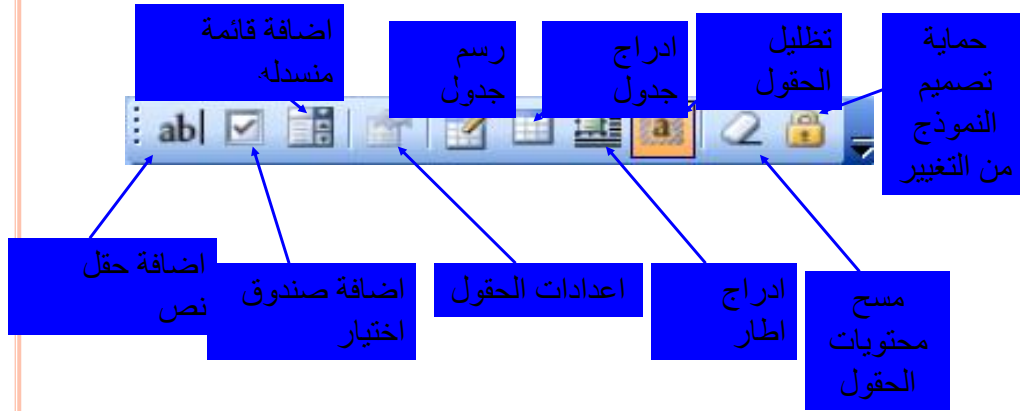 اضافة قائمة
منسدله
رسم
جدول
ادراج
جدول
تظليل
الحقول
حماية
تصميم
النموذج
من التغيير
ab
a
اضافة حقل
نص
اضافة صندوق
اختيار
اعدادات الحقول
ادراج
اطار
مسح
محتويات
الحقول